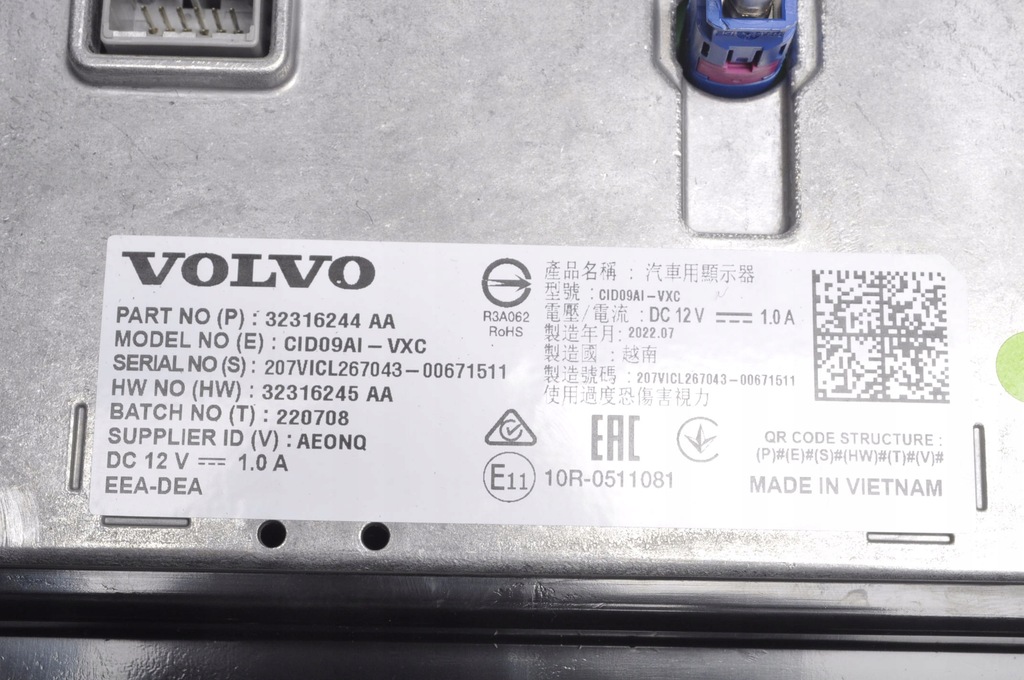 VOLVO
PART NO (P) : 32316244 AA
MODEL NO (E) : CID09AI-VXC
SERIAL NO (S) : 207VICL267043-00671511
HW NO (HW) : 32316245 AA
BATCH NO (T) : 220708
SUPPLIER ID (V) : AEONQ
DC 12 V ⎓ 1.0 A
EEA-DEA
R3A062
RoHS
產品名稱 : 汽車用顯示器
型號 : CID09AI-VXC
電壓/電流 : DC 12 V ⎓ 1.0 A
製造年月 : 2022.07
製造國 : 越南
製造號碼 : 207VICL267043-00671511
使用過度恐傷害視力
EAC
E11 10R-0511081
QR CODE STRUCTURE :
(P)#(E)#(S)#(HW)#(T)#(V)#
MADE IN VIETNAM